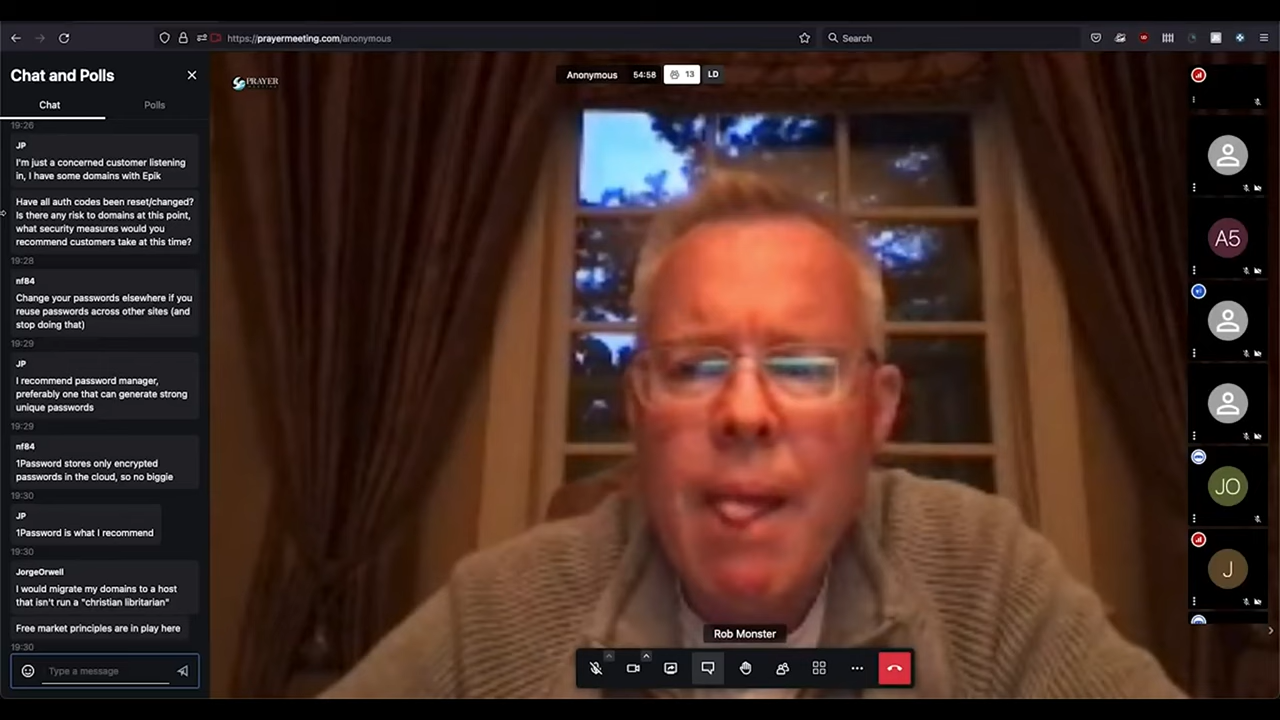 https://prayermeeting.com/anonymous
Search
Chat and Polls
Chat
Polls
19:26
JP
I'm just a concerned customer listening
in, I have some domains with Epik
Have all auth codes been reset/changed?
Is there any risk to domains at this point,
what security measures would you
recommend customers take at this time?
19:28
nf84
Change your passwords elsewhere if you
reuse passwords across other sites (and
stop doing that)
19:29
JP
I recommend password manager,
preferably one that can generate strong
unique passwords
19:29
nf84
1Password stores only encrypted
passwords in the cloud, so no biggie
19:30
JP
1Password is what I recommend
19:30
JorgeOrwell
I would migrate my domains to a host
that isn't run a "christian libritarian"
Free market principles are in play here
19:30
Type a message
PRAYER
Anonymous
54:58
13
LD
Rob Monster
A5
JO
J